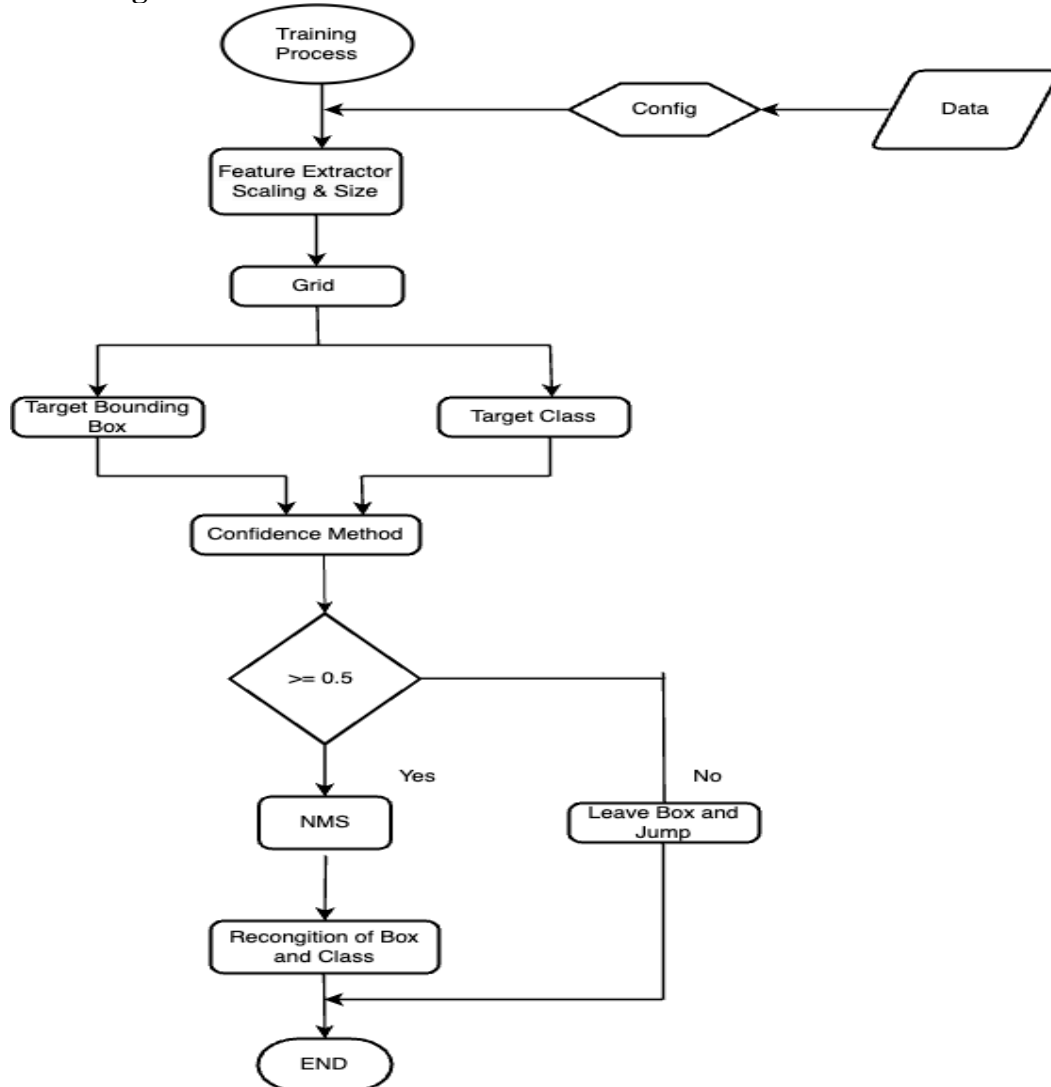 Training
Process
Config
Data
Feature Extractor
Scaling & Size
Grid
Target Bounding
Box
Target Class
Confidence Method
>= 0.5
Yes
No
NMS
Leave Box and
Jump
Recongition of Box
and Class
END